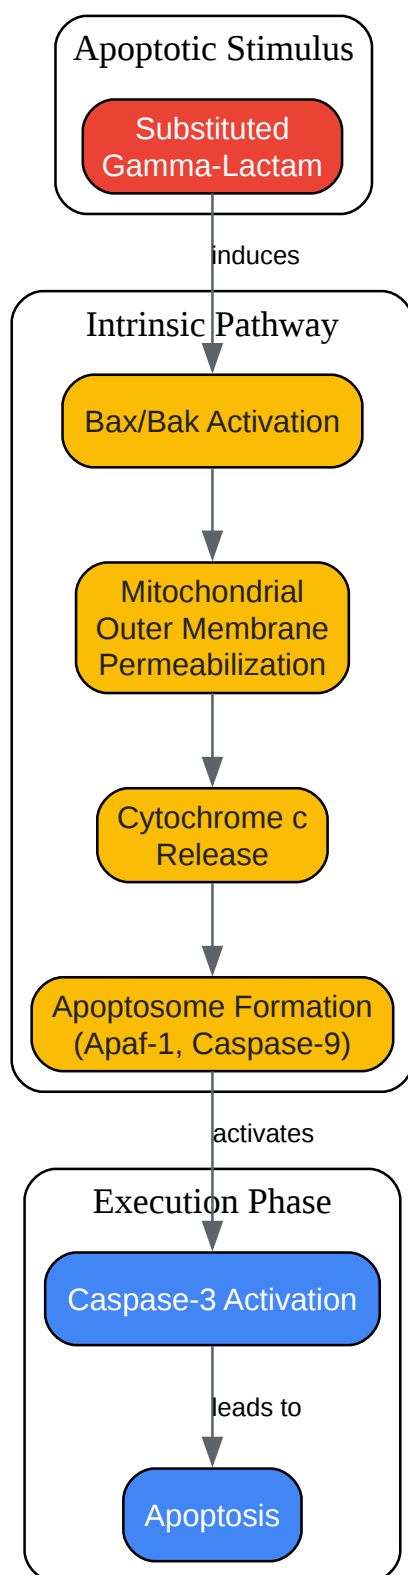 Apoptotic Stimulus
Substituted
Gamma-Lactam
induces
Intrinsic Pathway
Bax/Bak Activation
Mitochondrial
Outer Membrane
Permeabilization
Cytochrome c
Release
Apoptosome Formation
(Apaf-1, Caspase-9)
activates
Execution Phase
Caspase-3 Activation
leads to
Apoptosis